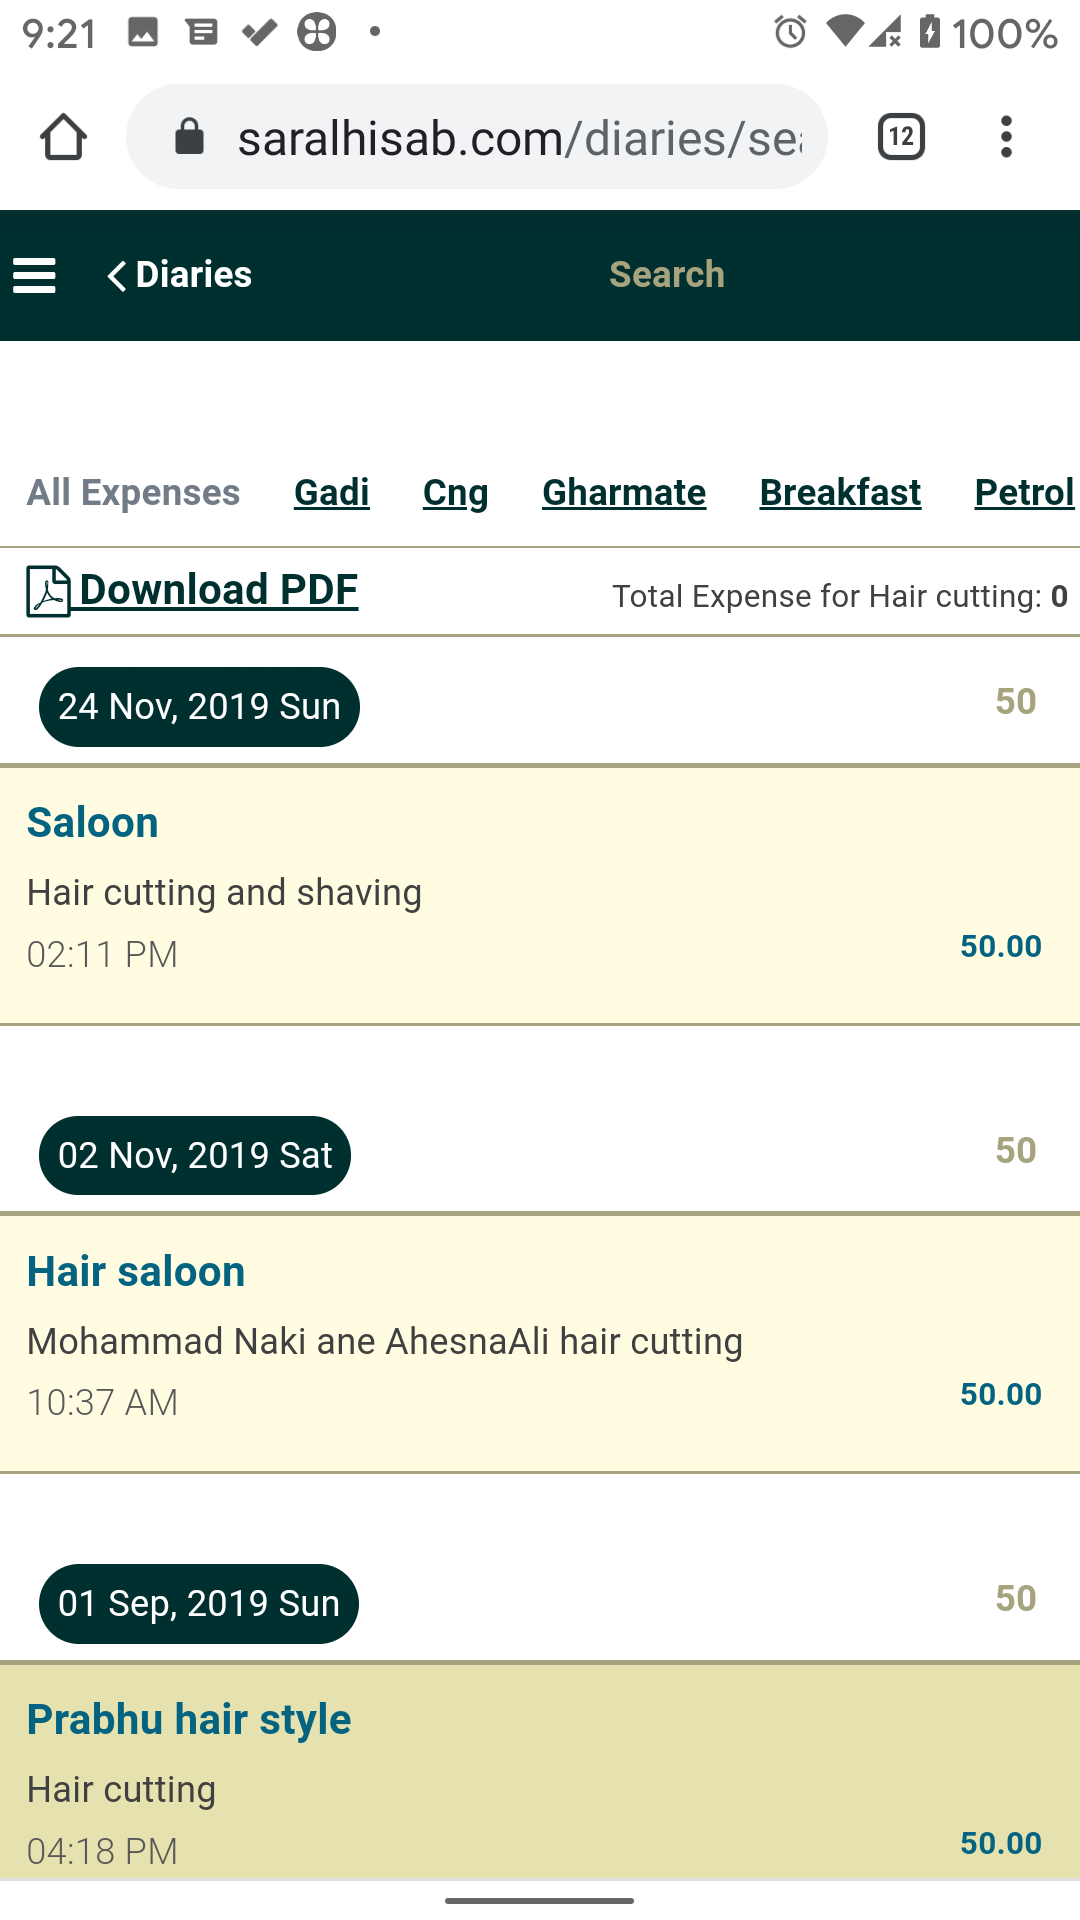 9:21 100%
saralhisab.com/diaries/sea 12
Diaries Search
All Expenses Gadi Cng Gharmate Breakfast Petrol
Download PDF Total Expense for Hair cutting: 0
24 Nov, 2019 Sun 50
Saloon
Hair cutting and shaving
02:11 PM 50.00
02 Nov, 2019 Sat 50
Hair saloon
Mohammad Naki ane AhesnaAli hair cutting
10:37 AM 50.00
01 Sep, 2019 Sun 50
Prabhu hair style
Hair cutting
04:18 PM 50.00